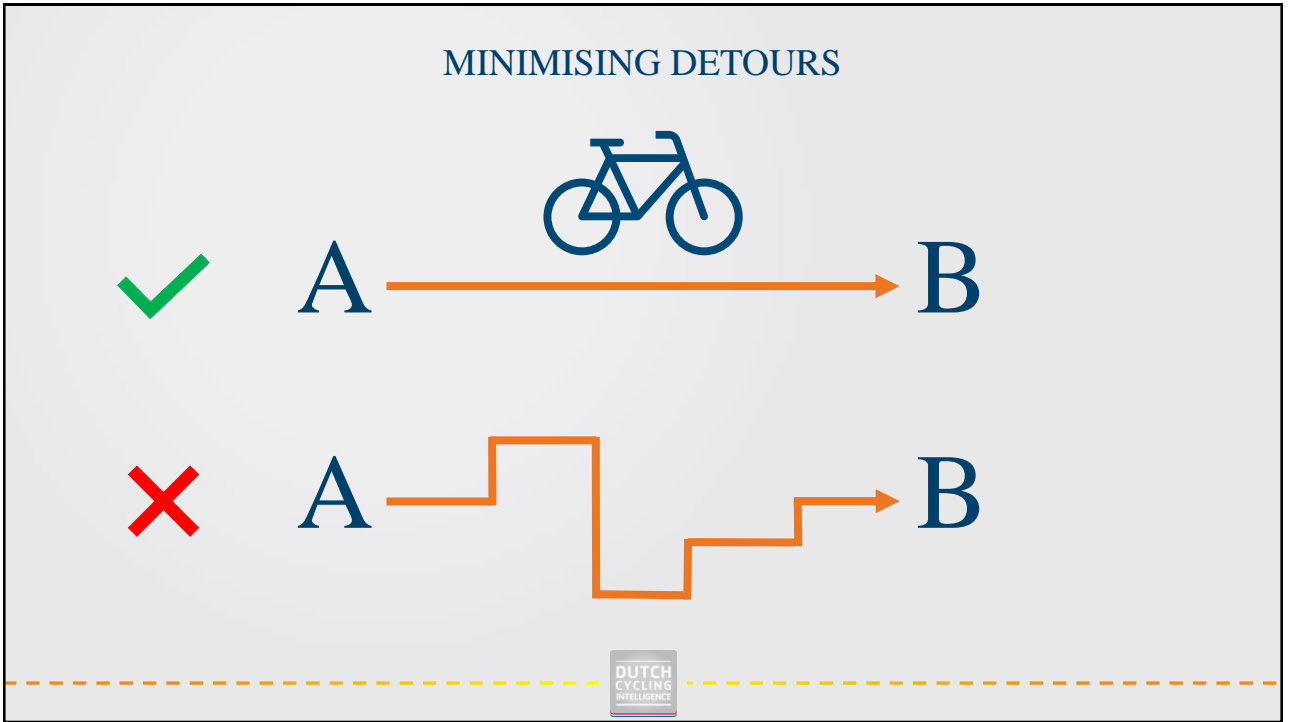 MINIMISING DETOURS
A B
A B
DUTCH
CYCLING
INTELLIGENCE